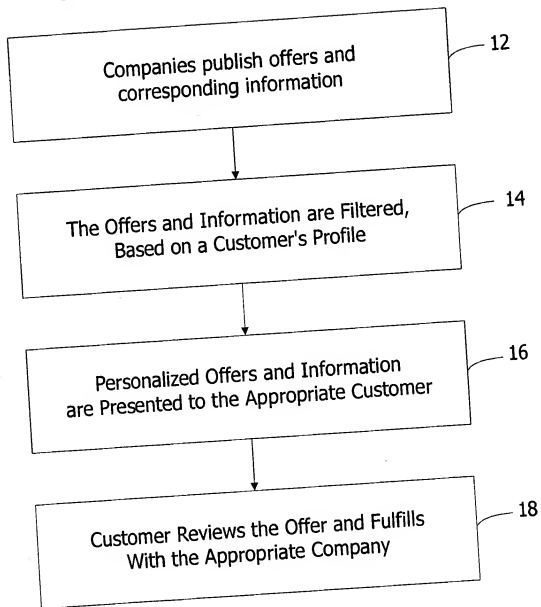 Companies publish offers and
corresponding information
12
The Offers and Information are Filtered,
Based on a Customer's Profile
14
Personalized Offers and Information
are Presented to the Appropriate Customer
16
Customer Reviews the Offer and Fulfills
With the Appropriate Company
18